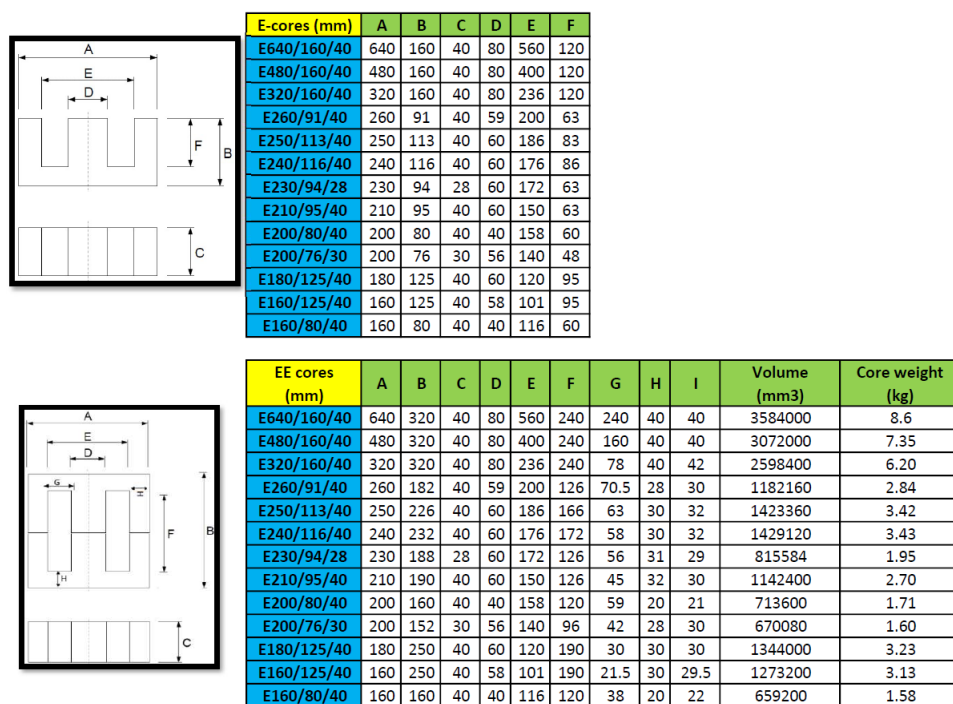 E-cores (mm) A B C D E F
E640/160/40 640 160 40 80 560 120
E480/160/40 480 160 40 80 400 120
E320/160/40 320 160 40 80 236 120
E260/91/40 260 91 40 59 200 63
E250/113/40 250 113 40 60 186 83
E240/116/40 240 116 40 60 176 86
E230/94/28 230 94 28 60 172 63
E210/95/40 210 95 40 60 150 63
E200/80/40 200 80 40 40 158 60
E200/76/30 200 76 30 56 140 48
E180/125/40 180 125 40 60 120 95
E160/125/40 160 125 40 58 101 95
E160/80/40 160 80 40 40 116 60
A
E
D
F
B
C
EE cores (mm) A B C D E F G H I Volume (mm3) Core weight (kg)
E640/160/40 640 320 40 80 560 240 240 40 40 3584000 8.6
E480/160/40 480 320 40 80 400 240 160 40 40 3072000 7.35
E320/160/40 320 320 40 80 236 240 78 40 42 2598400 6.20
E260/91/40 260 182 40 59 200 126 70.5 28 30 1182160 2.84
E250/113/40 250 226 40 60 186 166 63 30 32 1423360 3.42
E240/116/40 240 232 40 60 176 172 58 30 32 1429120 3.43
E230/94/28 230 188 28 60 172 126 56 31 29 815584 1.95
E210/95/40 210 190 40 60 150 126 45 32 30 1142400 2.70
E200/80/40 200 160 40 40 158 120 59 20 21 713600 1.71
E200/76/30 200 152 30 56 140 96 42 28 30 670080 1.60
E180/125/40 180 250 40 60 120 190 30 30 30 1344000 3.23
E160/125/40 160 250 40 58 101 190 21.5 30 29.5 1273200 3.13
E160/80/40 160 160 40 40 116 120 38 20 22 659200 1.58
A
E
D
G
H
F
B
H
C